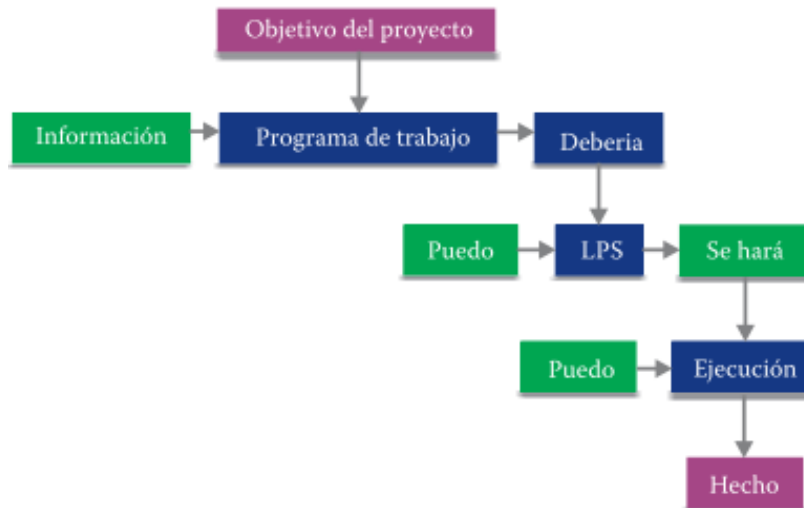 Objetivo del proyecto
Información
Programa de trabajo
Deberia
Puedo
LPS
Se hará
Puedo
Ejecución
Hecho